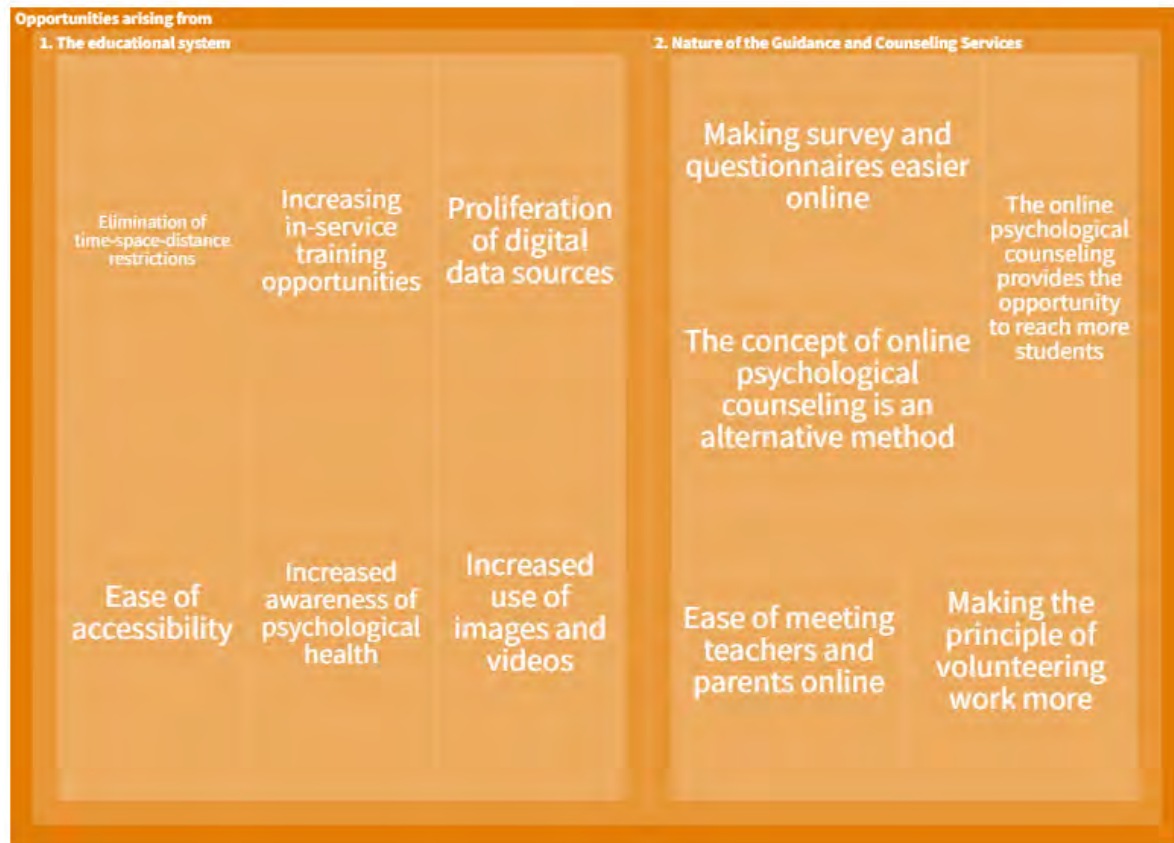 Opportunities arising from
1. The educational system
Elimination of
time-space-distance
restrictions
Increasing
in-service
training
opportunities
Proliferation
of digital
data sources
Ease of
accessibility
Increased
awareness of
psychological
health
Increased
use of
images and
videos
2. Nature of the Guidance and Counseling Services
Making survey and
questionnaires easier
online
The online
psychological
counseling
provides the
opportunity
to reach more
students
The concept of online
psychological
counseling is an
alternative method
Ease of meeting
teachers and
parents online
Making the
principle of
volunteering
work more